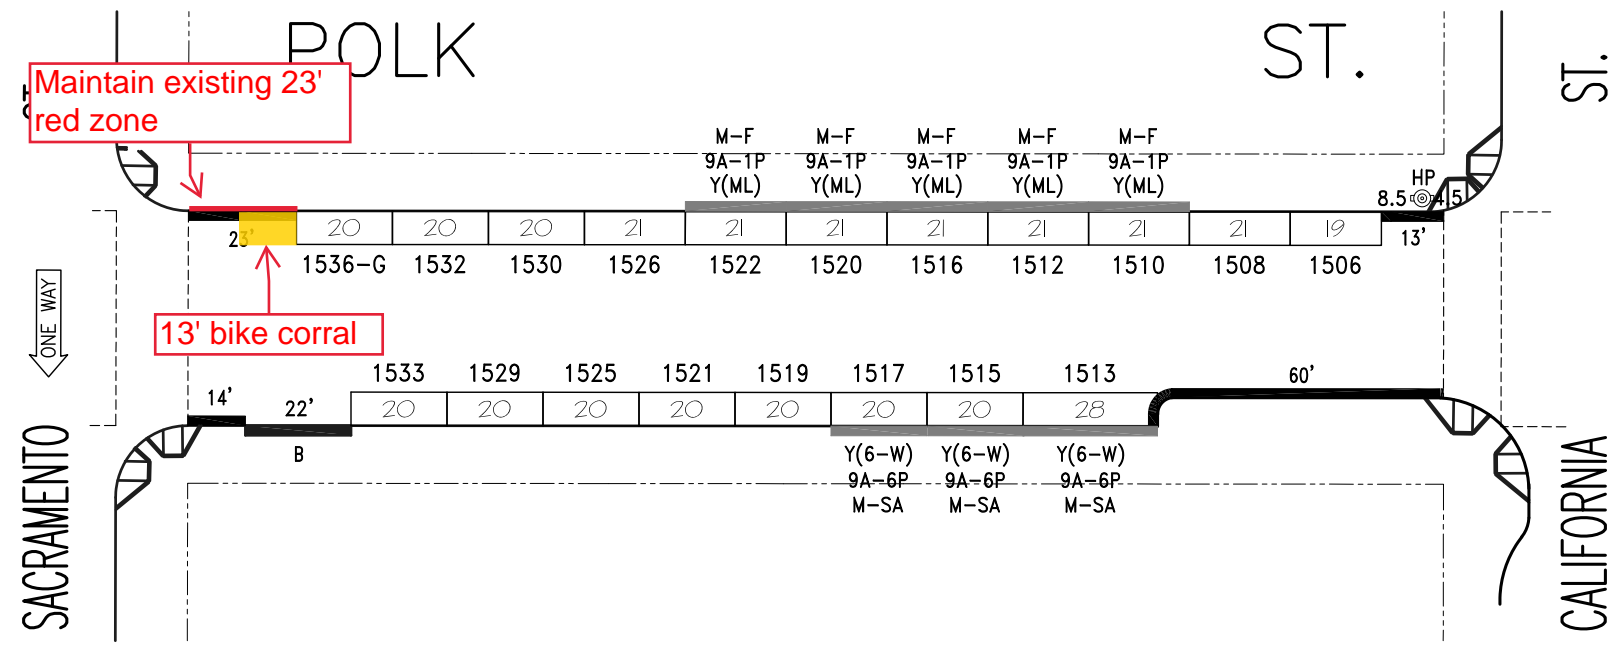 POLK ST.
ST.
Maintain existing 23'
red zone
M-F M-F M-F M-F M-F
9A-1P 9A-1P 9A-1P 9A-1P 9A-1P
Y(ML) Y(ML) Y(ML) Y(ML) Y(ML)
HP
8.5 4.5
20 20 20 21 21 21 21 21 21 21 19
23' 13'
1536-G 1532 1530 1526 1522 1520 1516 1512 1510 1508 1506
ONE WAY
13' bike corral
1533 1529 1525 1521 1519 1517 1515 1513 60'
14' 22'
20 20 20 20 20 20 20 28
B
Y(6-W) Y(6-W) Y(6-W)
9A-6P 9A-6P 9A-6P
M-SA M-SA M-SA
SACRAMENTO
CALIFORNIA